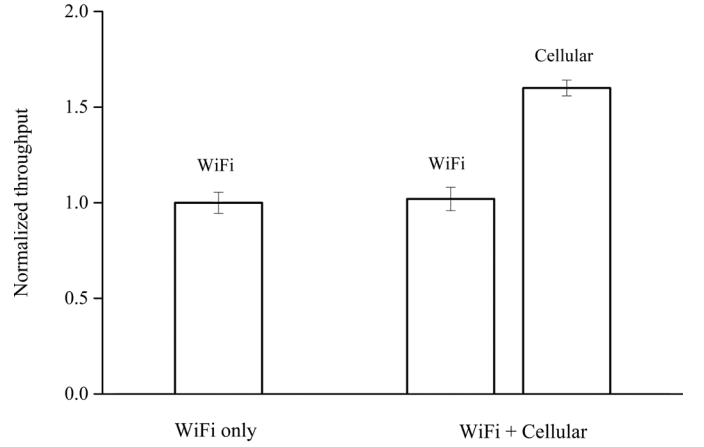 2.0
1.5
1.0
0.5
0.0
Normalized throughput
WiFi
WiFi
Cellular
WiFi only
WiFi + Cellular